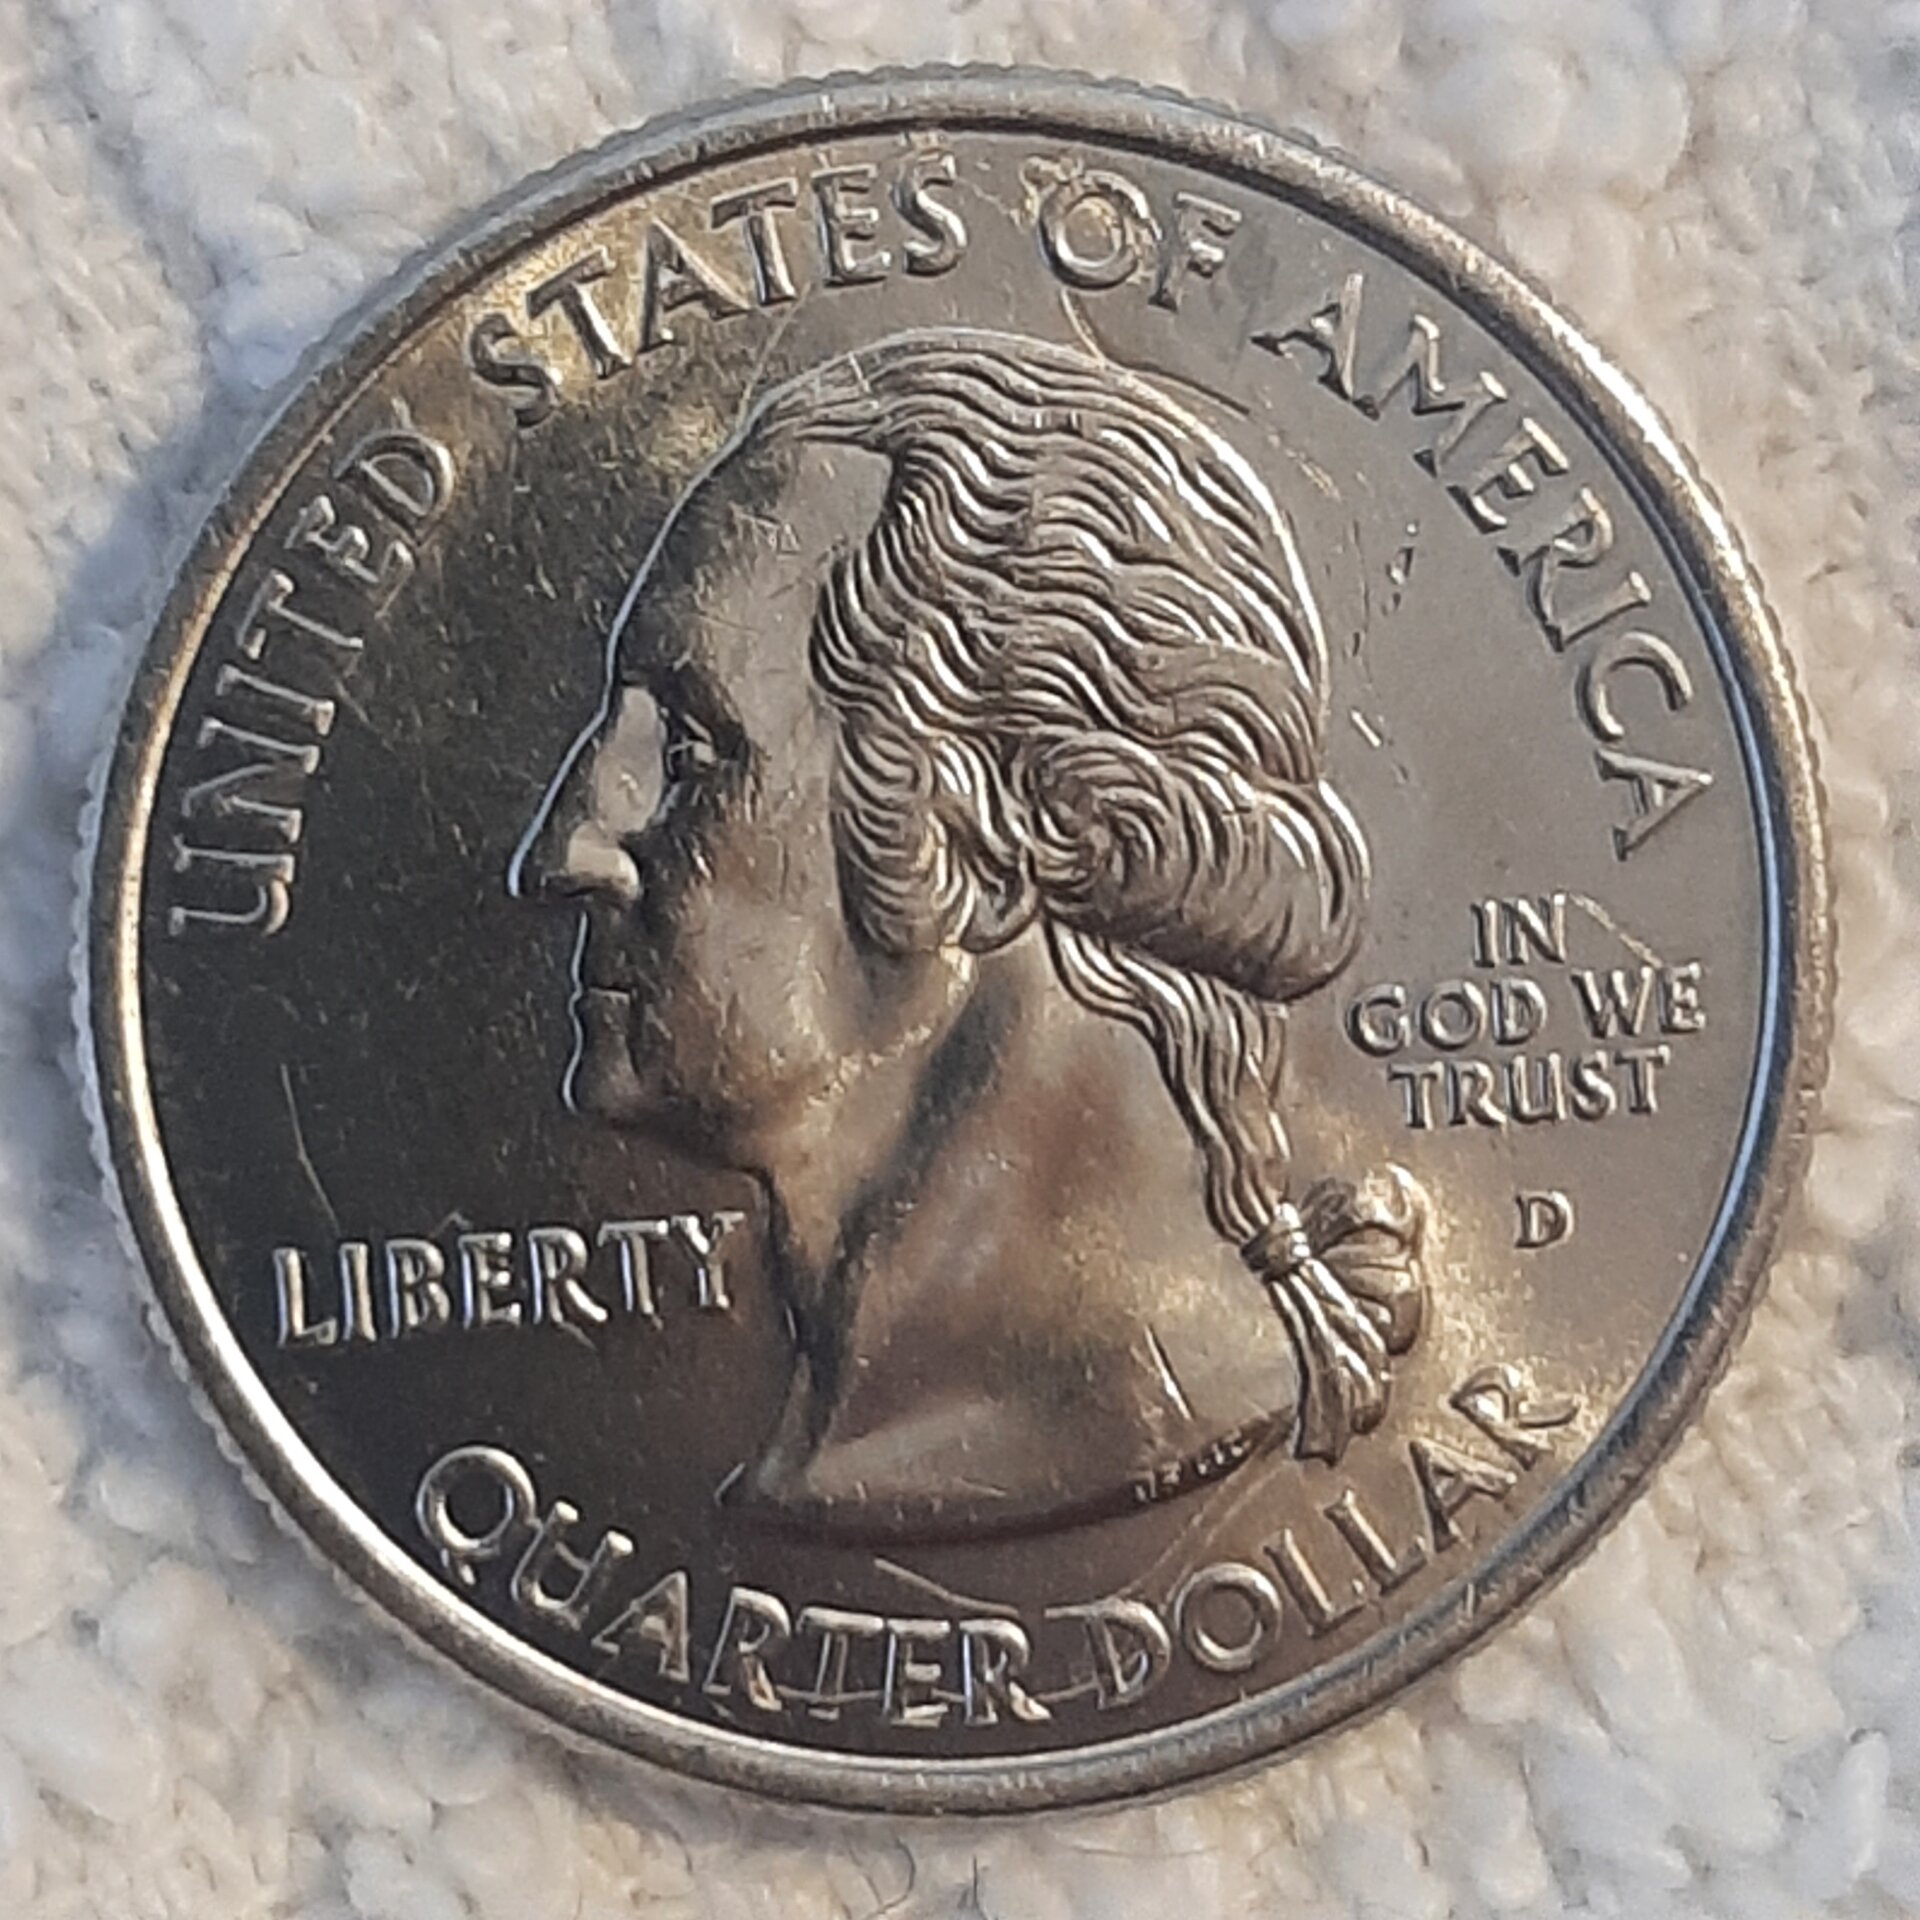 UNITED STATES OF AMERICA
LIBERTY
IN
GOD WE
TRUST
D
QUARTER DOLLAR